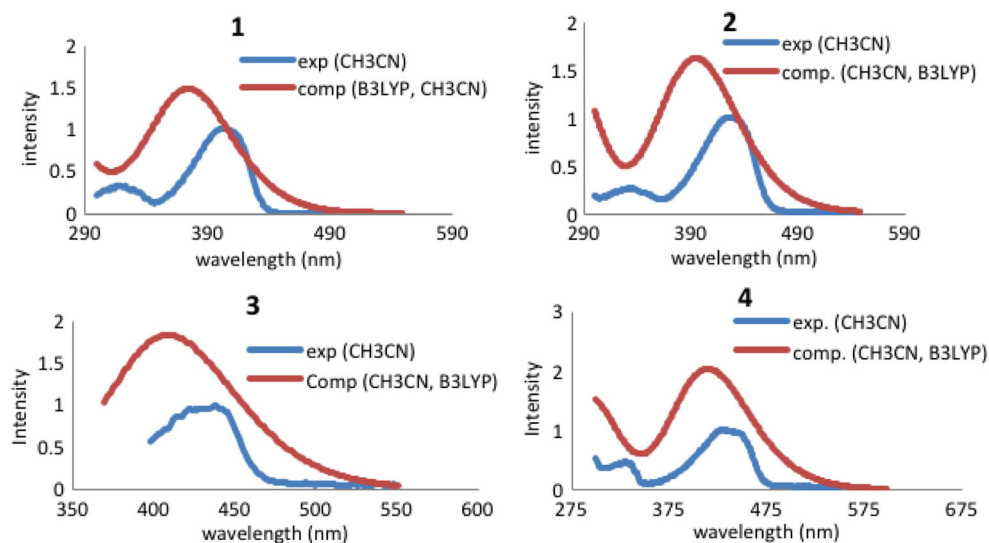 1
2
exp (CH3CN)
comp (B3LYP, CH3CN)
intensity
0
0.5
1
1.5
2
290
390
490
590
wavelength (nm)
2
0
0.5
1
1.5
2
290
390
490
590
exp (CH3CN)
comp. (CH3CN, B3LYP)
intensity
wavelength (nm)
3
2
1.5
1
0.5
0
350
400
450
500
550
600
exp (CH3CN)
Comp (CH3CN, B3LYP)
Intensity
wavelength (nm)
4
3
2
1
0
275
375
475
575
675
exp. (CH3CN)
comp. (CH3CN, B3LYP)
Intensity
wavelength (nm)